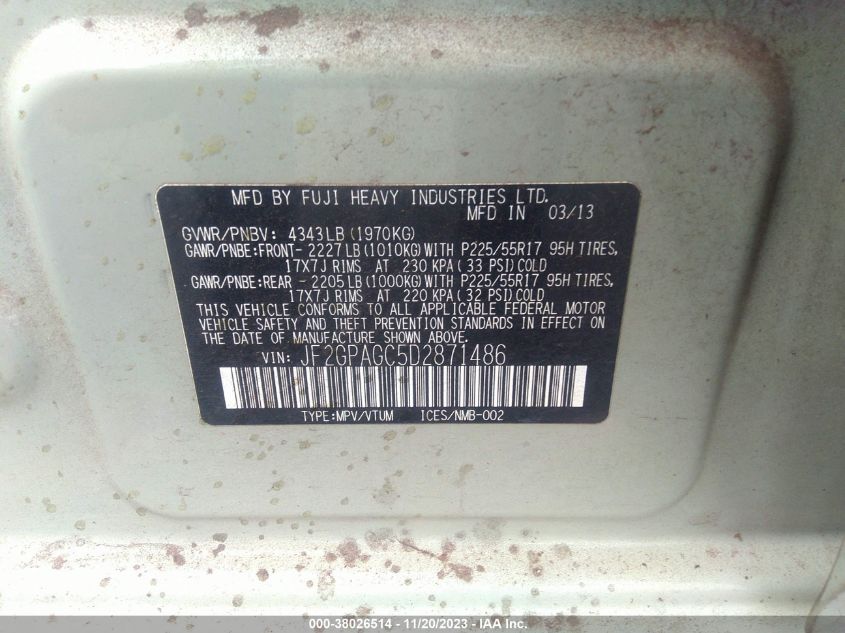 MFD BY FUJI HEAVY INDUSTRIES LTD.
MFD IN 03/13
GVWR/PNBV: 4343LB (1970KG)
GAWR/PNBE:FRONT- 2227 LB (1010KG) WITH P225/55R17 95H TIRES,
17X7J RIMS AT 230 KPA ( 33 PSI) COLD
GAWR/PNBE:REAR - 2205 LB (1000KG) WITH P225/55R17 95H TIRES,
17X7J RIMS AT 220 KPA ( 32 PSI) COLD
THIS VEHICLE CONFORMS TO ALL APPLICABLE FEDERAL MOTOR
VEHICLE SAFETY AND THEFT PREVENTION STANDARDS IN EFFECT
ON THE DATE OF MANUFACTURE SHOWN ABOVE.
VIN: JF2GPAGC5D2871486
TYPE:MPV/VTUM ICES/NMB-002
000-38026514 - 11/20/2023 - IAA Inc.